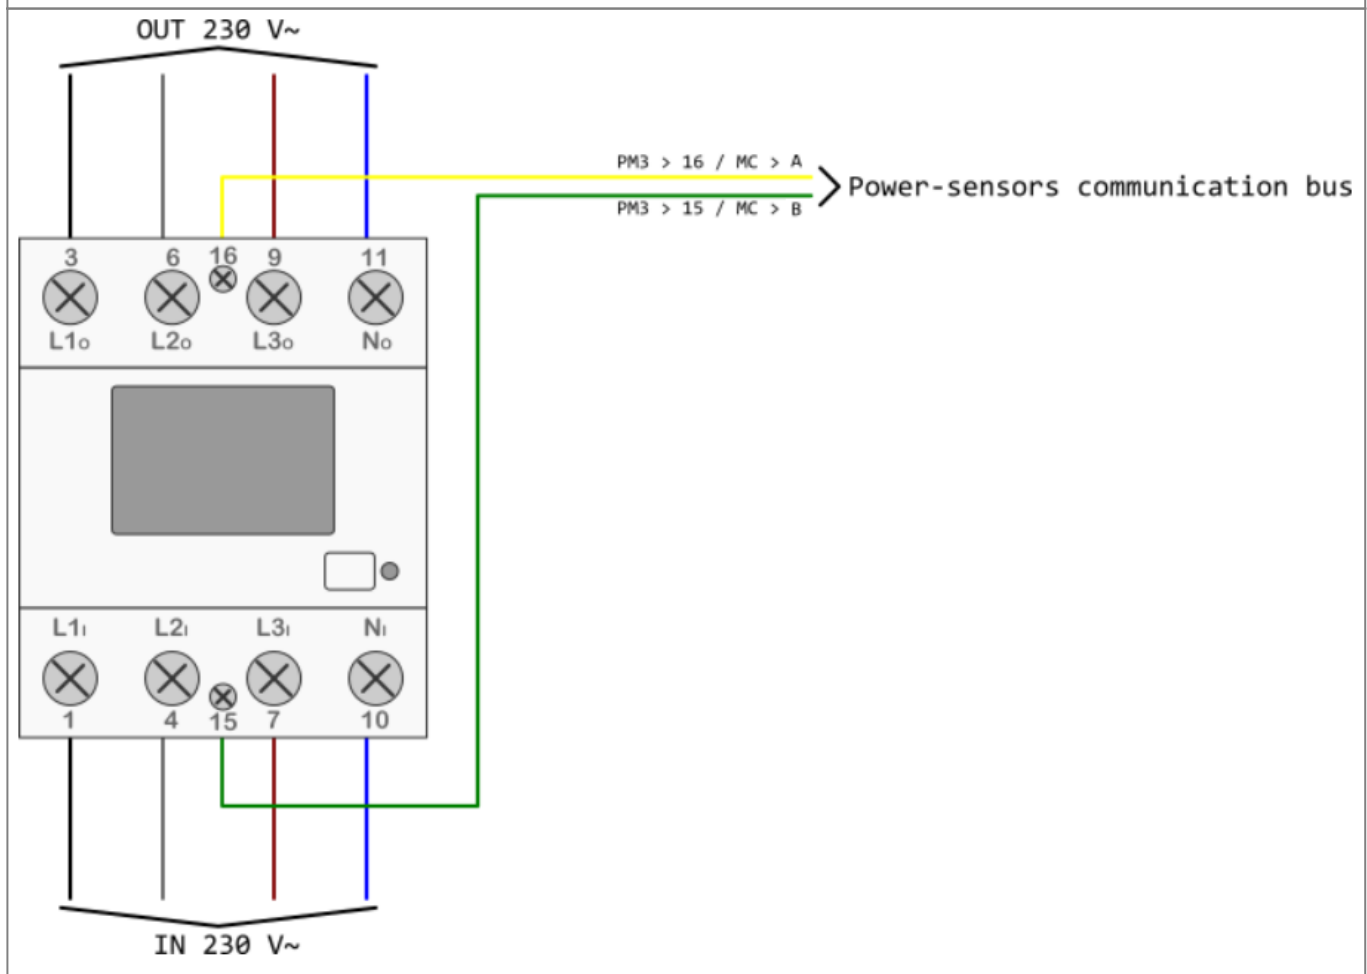 OUT 230 V~
PM3 > 16 / MC > A
Power-sensors communication bus
PM3 > 15 / MC > B
3 6 16 9 11
L1O L2O L3O NO
L1I L2I L3I NI
1 4 15 7 10
IN 230 V~